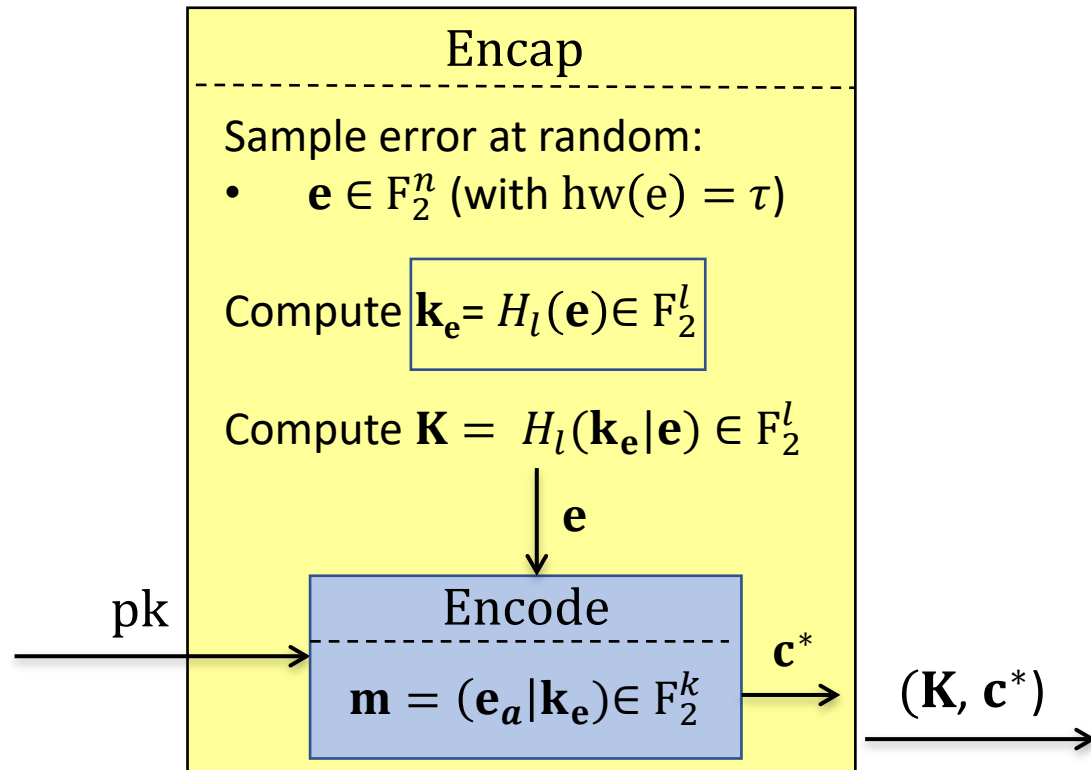 Encap
Sample error at random:
• 𝐞 ∈ F₂ⁿ (with hw(e) = 𝜏)
Compute 𝐤ₑ= 𝐻ₗ(𝐞)∈ F₂ˡ
Compute 𝐊 = 𝐻ₗ(𝐤ₑ|𝐞) ∈ F₂ˡ
𝐞
Encode
pk
𝐜*
𝐦 = (𝐞ₐ|𝐤ₑ)∈ F₂ᵏ
(𝐊, 𝐜*)